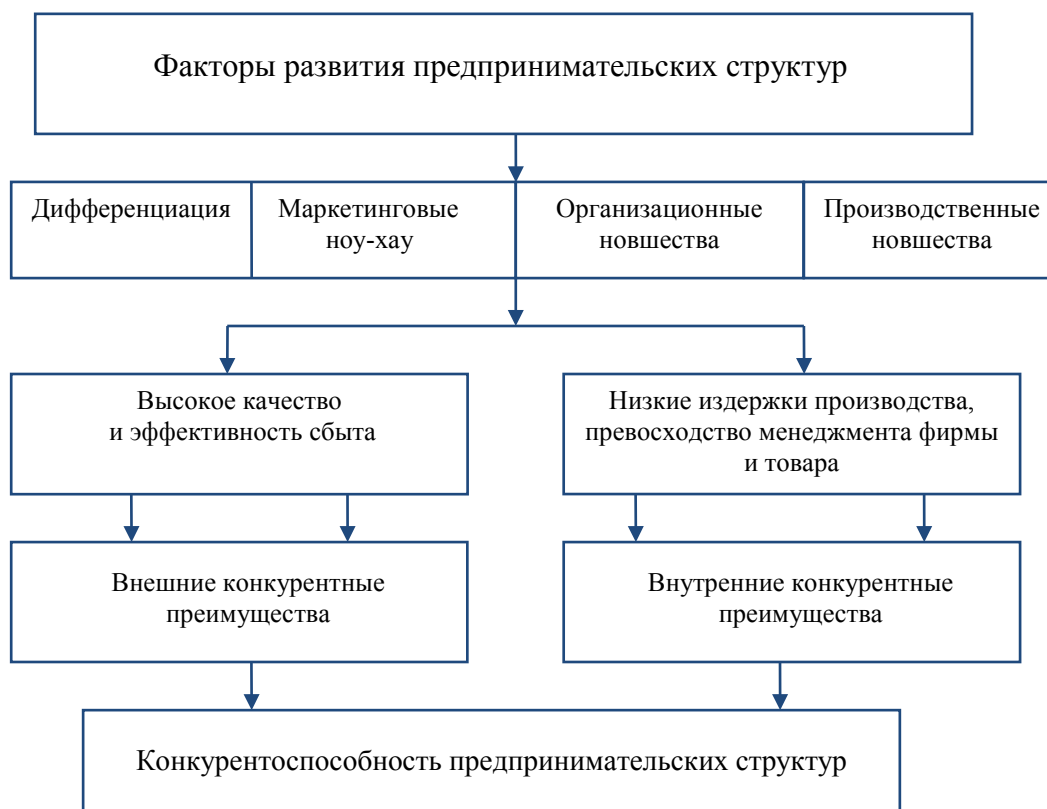 Факторы развития предпринимательских структур
Дифференциация
Маркетинговые
ноу-хау
Организационные
новшества
Производственные
новшества
Высокое качество
и эффективность сбыта
Низкие издержки производства,
превосходство менеджмента фирмы
и товара
Внешние конкурентные
преимущества
Внутренние конкурентные
преимущества
Конкурентоспособность предпринимательских структур